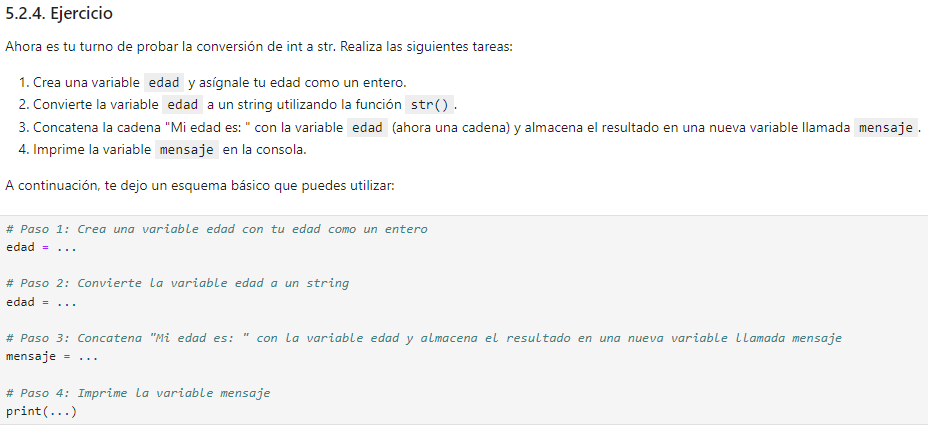 5.2.4. Ejercicio
Ahora es tu turno de probar la conversión de int a str. Realiza las siguientes tareas:
1. Crea una variable edad y asígnale tu edad como un entero.
2. Convierte la variable edad a un string utilizando la función str().
3. Concatena la cadena "Mi edad es: " con la variable edad (ahora una cadena) y almacena el resultado en una nueva variable llamada mensaje.
4. Imprime la variable mensaje en la consola.
A continuación, te dejo un esquema básico que puedes utilizar:
# Paso 1: Crea una variable edad con tu edad como un entero
edad = ...
# Paso 2: Convierte la variable edad a un string
edad = ...
# Paso 3: Concatena "Mi edad es: " con la variable edad y almacena el resultado en una nueva variable llamada mensaje
mensaje = ...
# Paso 4: Imprime la variable mensaje
print(...)